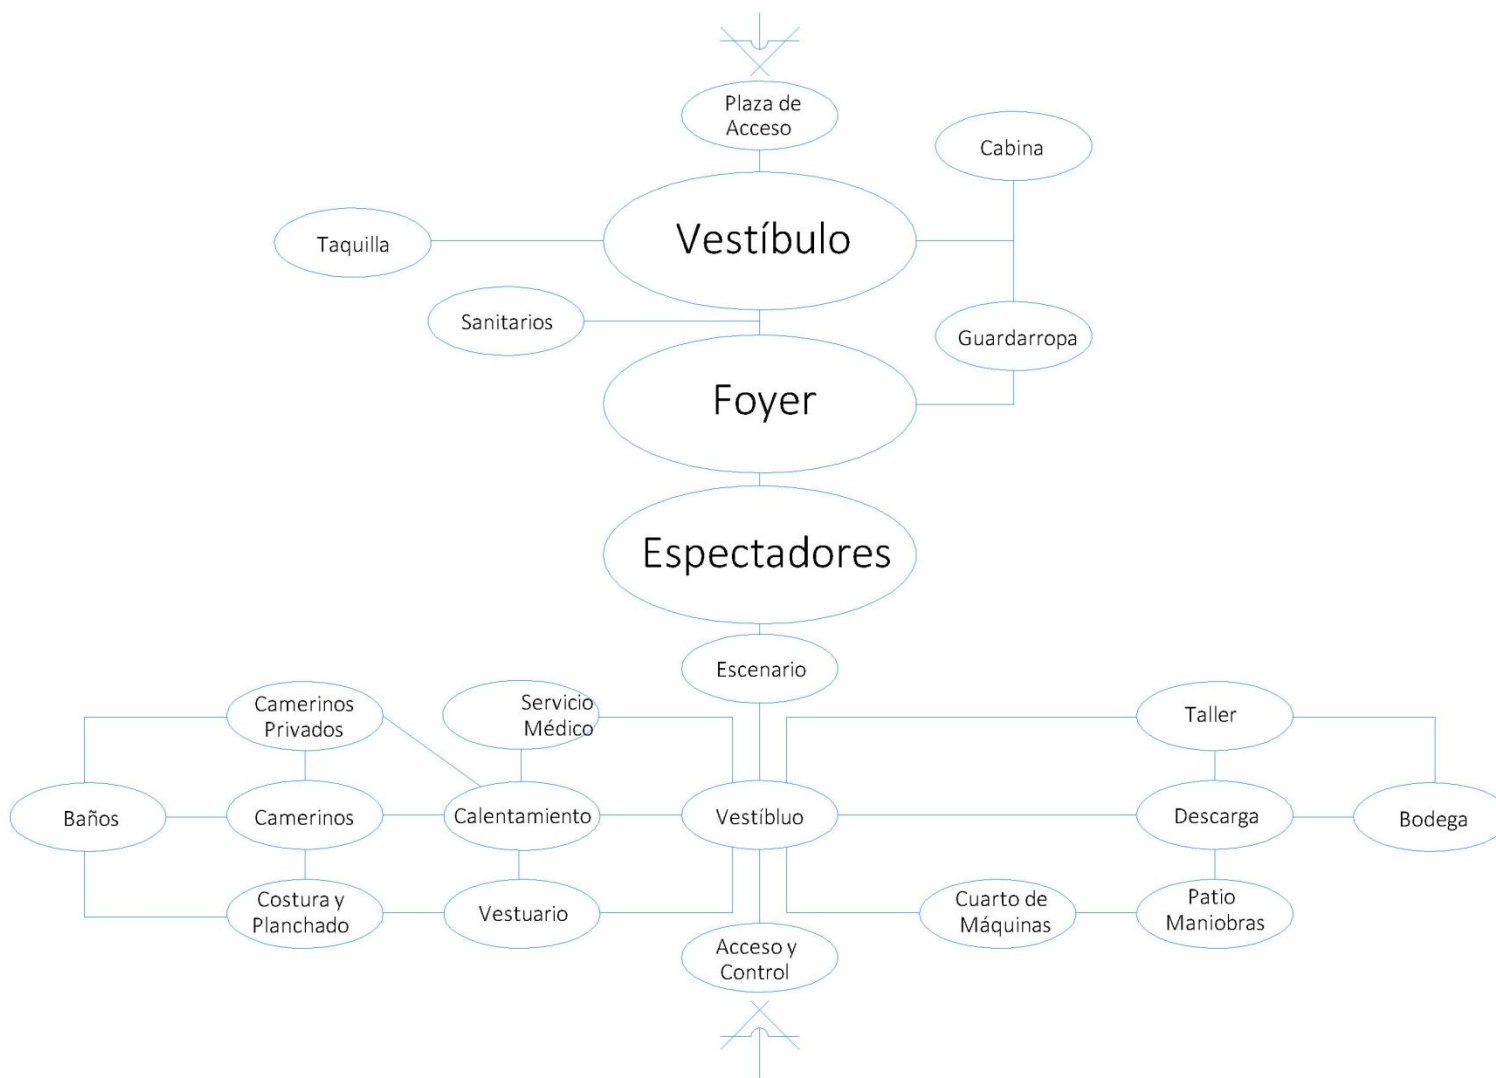 Plaza de
Acceso
Cabina
Vestíbulo
Taquilla
Sanitarios
Guardarropa
Foyer
Espectadores
Escenario
Camerinos
Privados
Servicio
Médico
Taller
Baños
Camerinos
Calentamiento
Vestíbluo
Descarga
Bodega
Costura y
Planchado
Vestuario
Cuarto de
Máquinas
Patio
Maniobras
Acceso y
Control